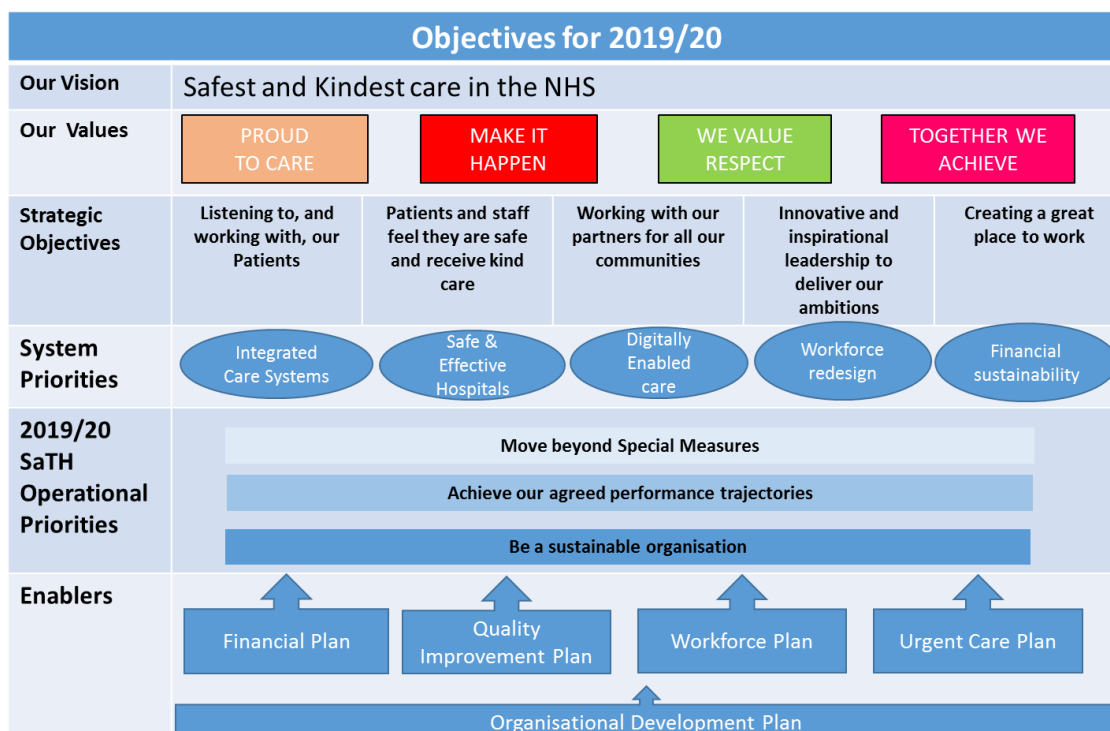 Objectives for 2019/20
Our Vision
Safest and Kindest care in the NHS
Our Values
PROUD
TO CARE
MAKE IT
HAPPEN
WE VALUE
RESPECT
TOGETHER WE
ACHIEVE
Strategic
Objectives
Listening to, and
working with, our
Patients
Patients and staff
feel they are safe
and receive kind
care
Working with our
partners for all our
communities
Innovative and
inspirational
leadership to
deliver our
ambitions
Creating a great
place to work
System
Priorities
Integrated
Care Systems
Safe &
Effective
Hospitals
Digitally
Enabled
care
Workforce
redesign
Financial
sustainability
2019/20
SaTH
Operational
Priorities
Move beyond Special Measures
Achieve our agreed performance trajectories
Be a sustainable organisation
Enablers
Financial Plan
Quality
Improvement Plan
Workforce Plan
Urgent Care Plan
Organisational Development Plan